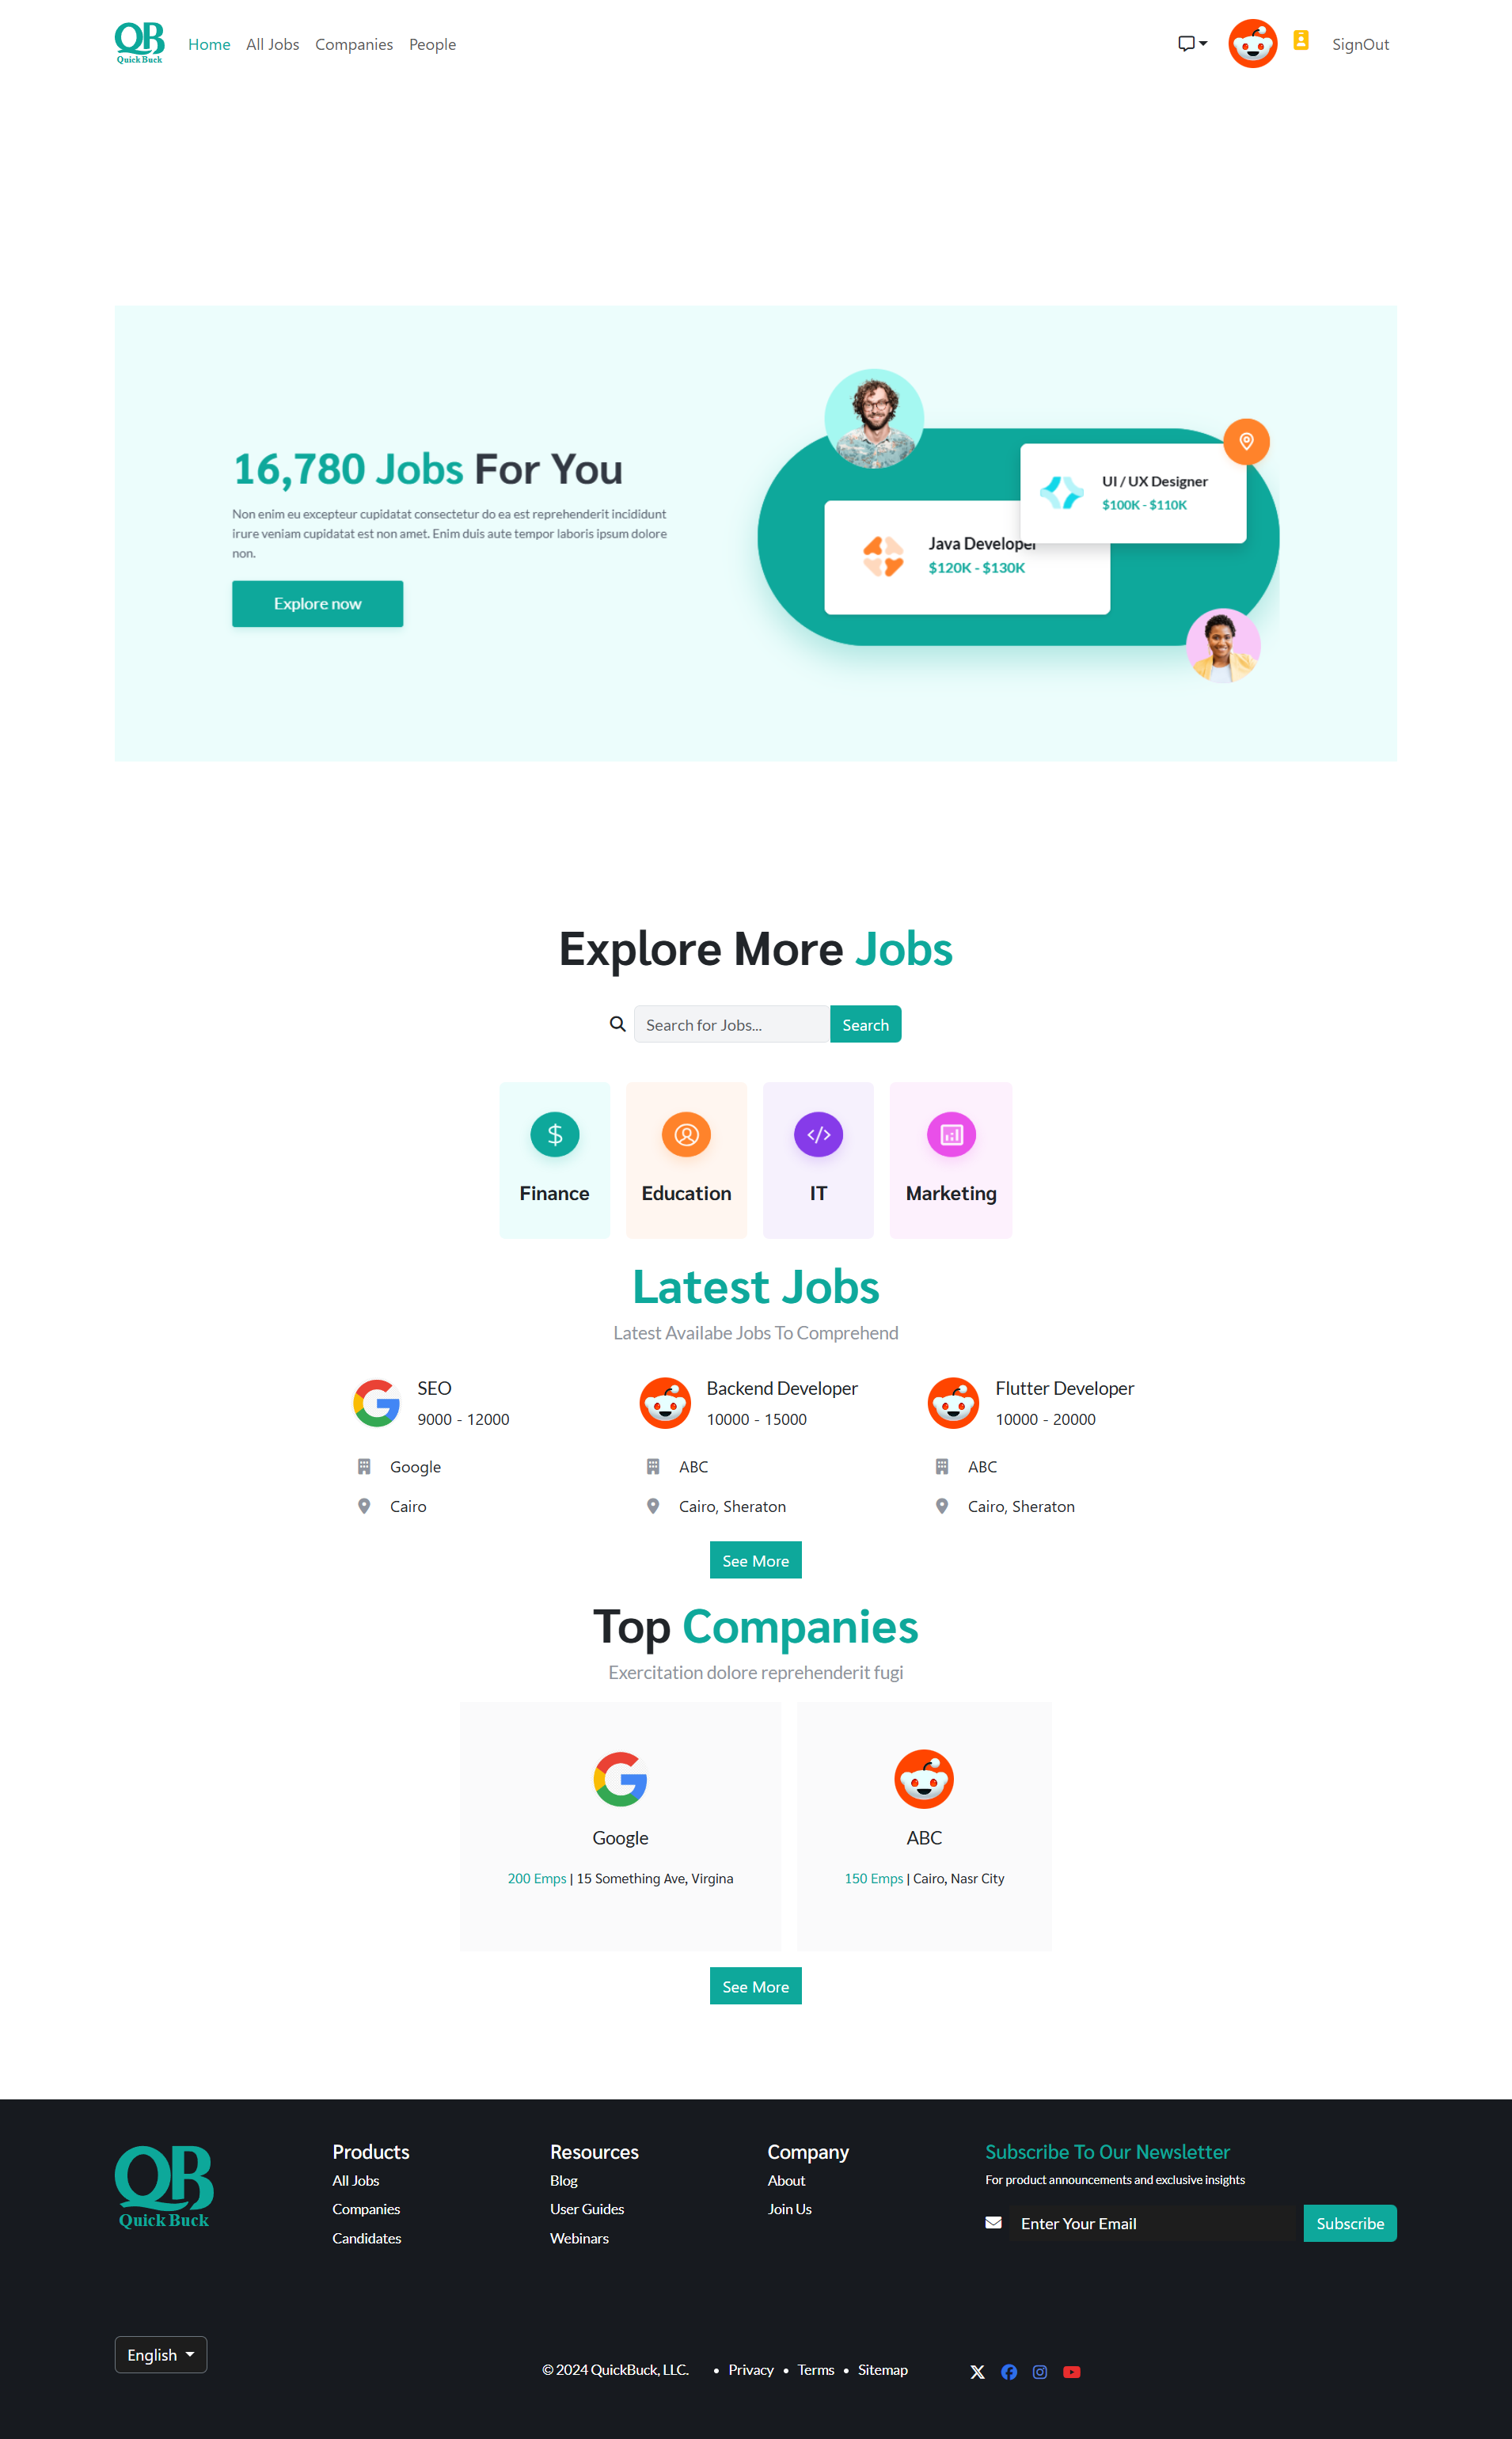 QB
Quick Buck
Home
All Jobs
Companies
People
SignOut
16,780 Jobs For You
Non enim eu excepteur cupidatat consectetur do ea est reprehenderit incididunt
irure veniam cupidatat est non amet. Enim duis aute tempor laboris ipsum dolore
non.
Explore now
UI / UX Designer
$100K - $110K
Java Developer
$120K - $130K
Explore More Jobs
Search for Jobs...
Search
Finance
Education
IT
Marketing
Latest Jobs
Latest Availabe Jobs To Comprehend
SEO
9000 - 12000
Google
Cairo
Backend Developer
10000 - 15000
ABC
Cairo, Sheraton
Flutter Developer
10000 - 20000
ABC
Cairo, Sheraton
See More
Top Companies
Exercitation dolore reprehenderit fugi
Google
200 Emps | 15 Something Ave, Virgina
ABC
150 Emps | Cairo, Nasr City
See More
QB
Quick Buck
Products
All Jobs
Companies
Candidates
Resources
Blog
User Guides
Webinars
Company
About
Join Us
Subscribe To Our Newsletter
For product announcements and exclusive insights
Enter Your Email
Subscribe
English
© 2024 QuickBuck, LLC.
• Privacy • Terms • Sitemap